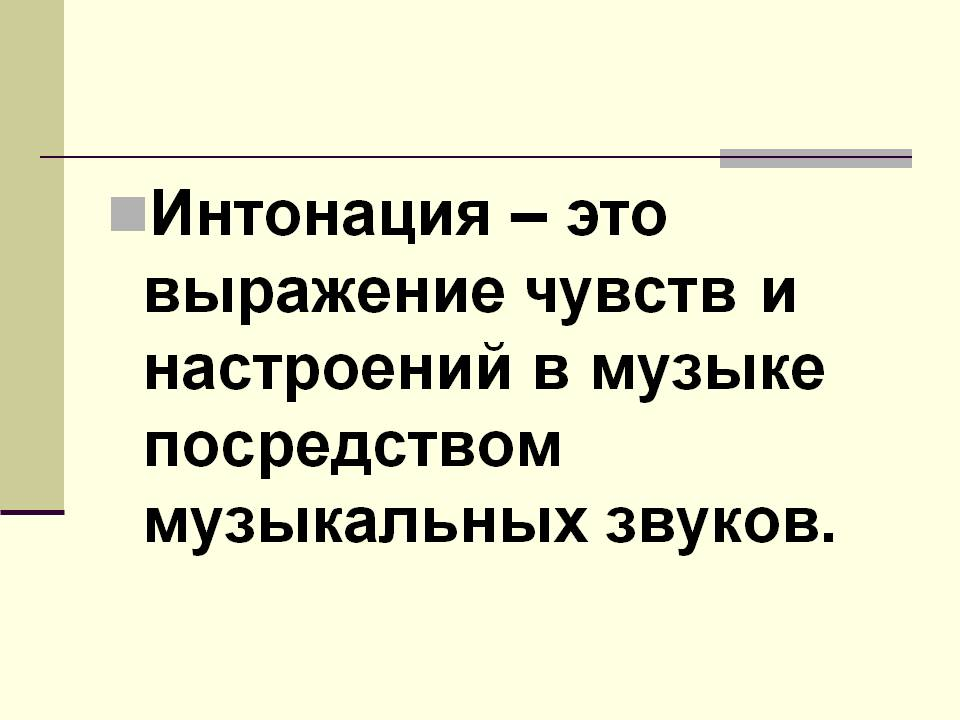 Интонация – это
выражение чувств и
настроений в музыке
посредством
музыкальных звуков.